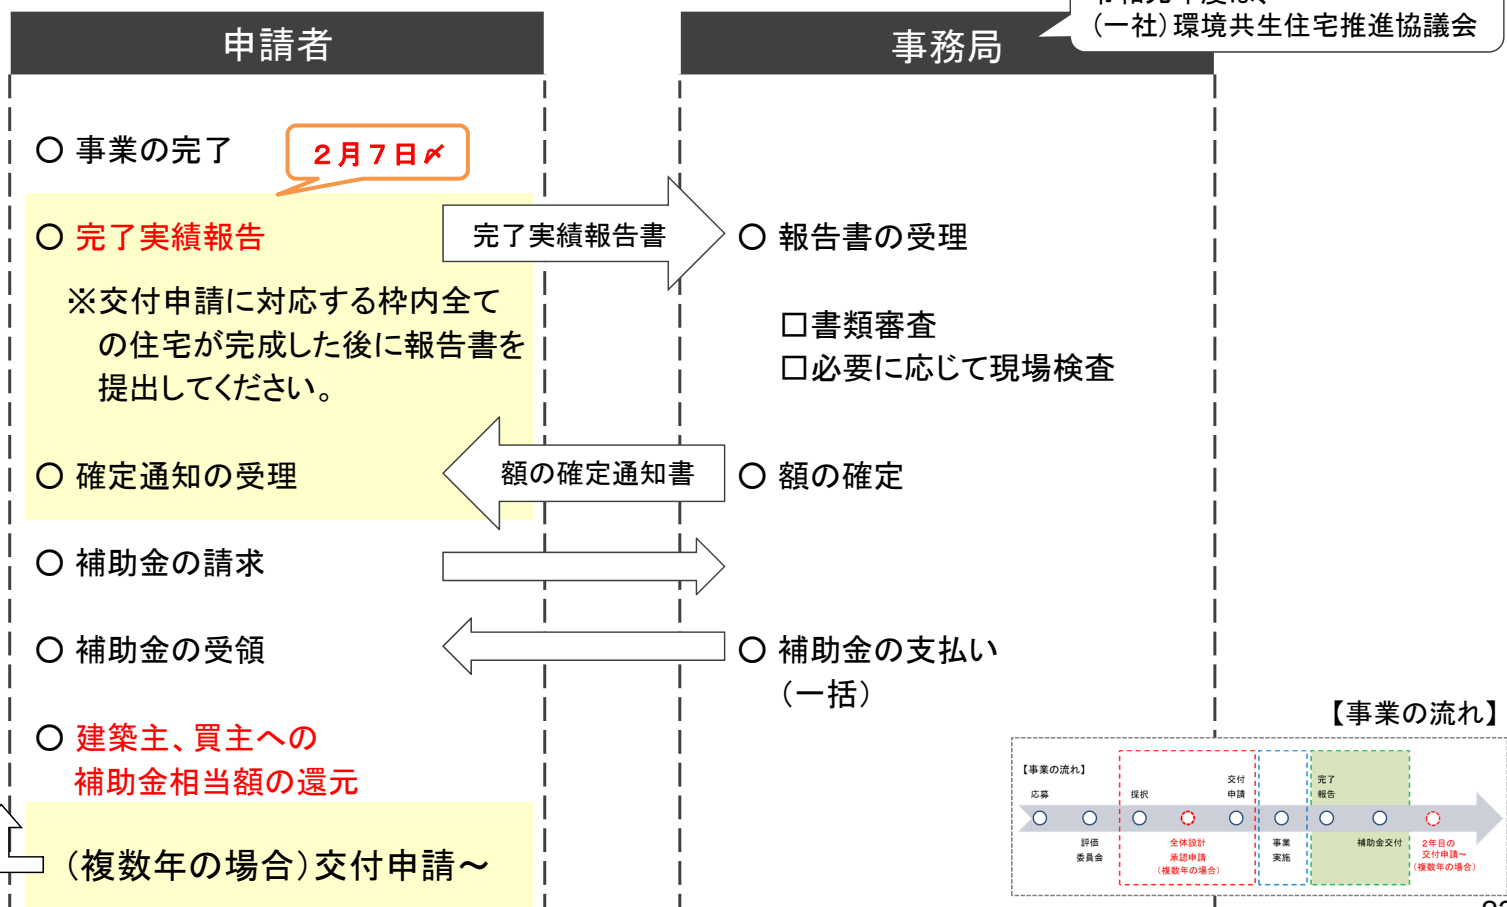 (一社)環境共生住宅推進協議会
申請者
事務局
○ 事業の完了
2月7日〆
○ 完了実績報告
完了実績報告書
○ 報告書の受理
※交付申請に対応する枠内全て
の住宅が完成した後に報告書を
提出してください。
□書類審査
□必要に応じて現場検査
○ 確定通知の受理
額の確定通知書
○ 額の確定
○ 補助金の請求
○ 補助金の受領
○ 補助金の支払い
(一括)
○ 建築主、買主への
補助金相当額の還元
(複数年の場合)交付申請～
【事業の流れ】
【事業の流れ】
応募
採択
交付
申請
完了
報告
評価
委員会
全体設計
承認申請
(複数年の場合)
事業
実施
補助金交付
2年目の
交付申請～
(複数年の場合)